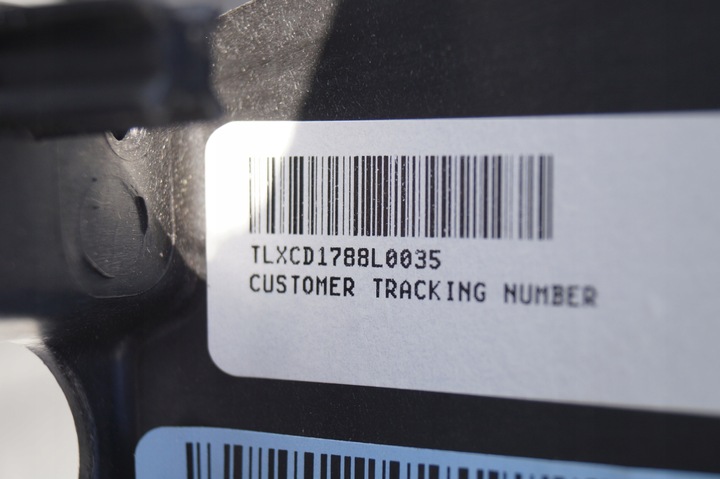 TLXCD1788L0035
CUSTOMER TRACKING NUMBER